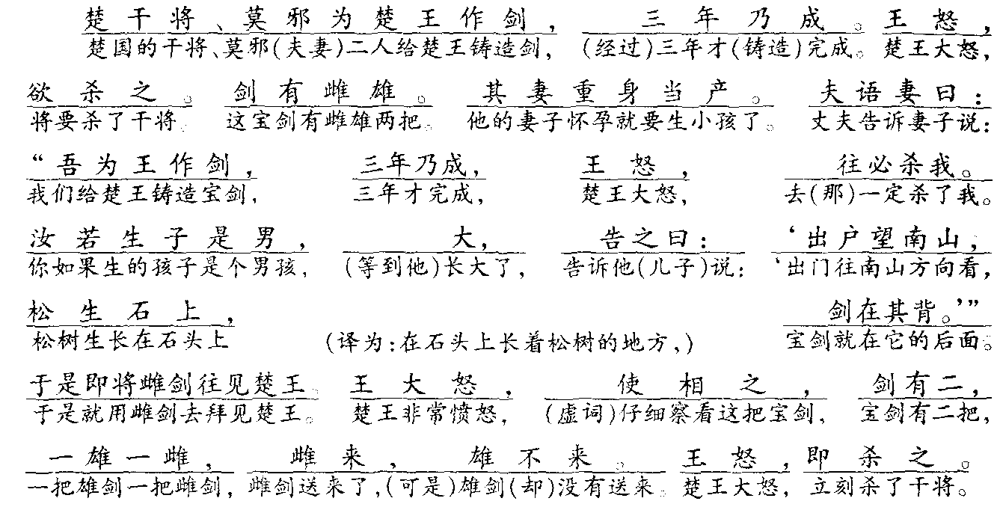 楚干将、莫邪为楚王作剑，三年乃成。王怒，
楚国的干将、莫邪(夫妻)二人给楚王铸造剑，(经过)三年才(铸造)完成。楚王大怒，
欲杀之。剑有雌雄。其妻重身当产。夫语妻曰：
将要杀了干将。这宝剑有雌雄两把。他的妻子怀孕就要生小孩了。丈夫告诉妻子说：
“吾为王作剑，三年乃成，王怒，往必杀我。
我们给楚王铸造宝剑，三年才完成，楚王大怒，去(那)一定杀了我。
汝若生子是男，大，告之曰：‘出户望南山，
你如果生的孩子是个男孩，(等到他)长大了，告诉他(儿子)说：‘出门往南山方向看，
松生石上，剑在其背。’”
松树生长在石头上(译为：在石头上长着松树的地方，)宝剑就在它的后面。
于是即将雌剑往见楚王。王大怒，使相之，剑有二，
于是就用雌剑去拜见楚王。楚王非常愤怒，(虚词)仔细察看这把宝剑，宝剑有二把，
一雄一雌，雌来，雄不来。王怒，即杀之。
一把雄剑一把雌剑，雌剑送来了，(可是)雄剑(却)没有送来。楚王大怒，立刻杀了干将。